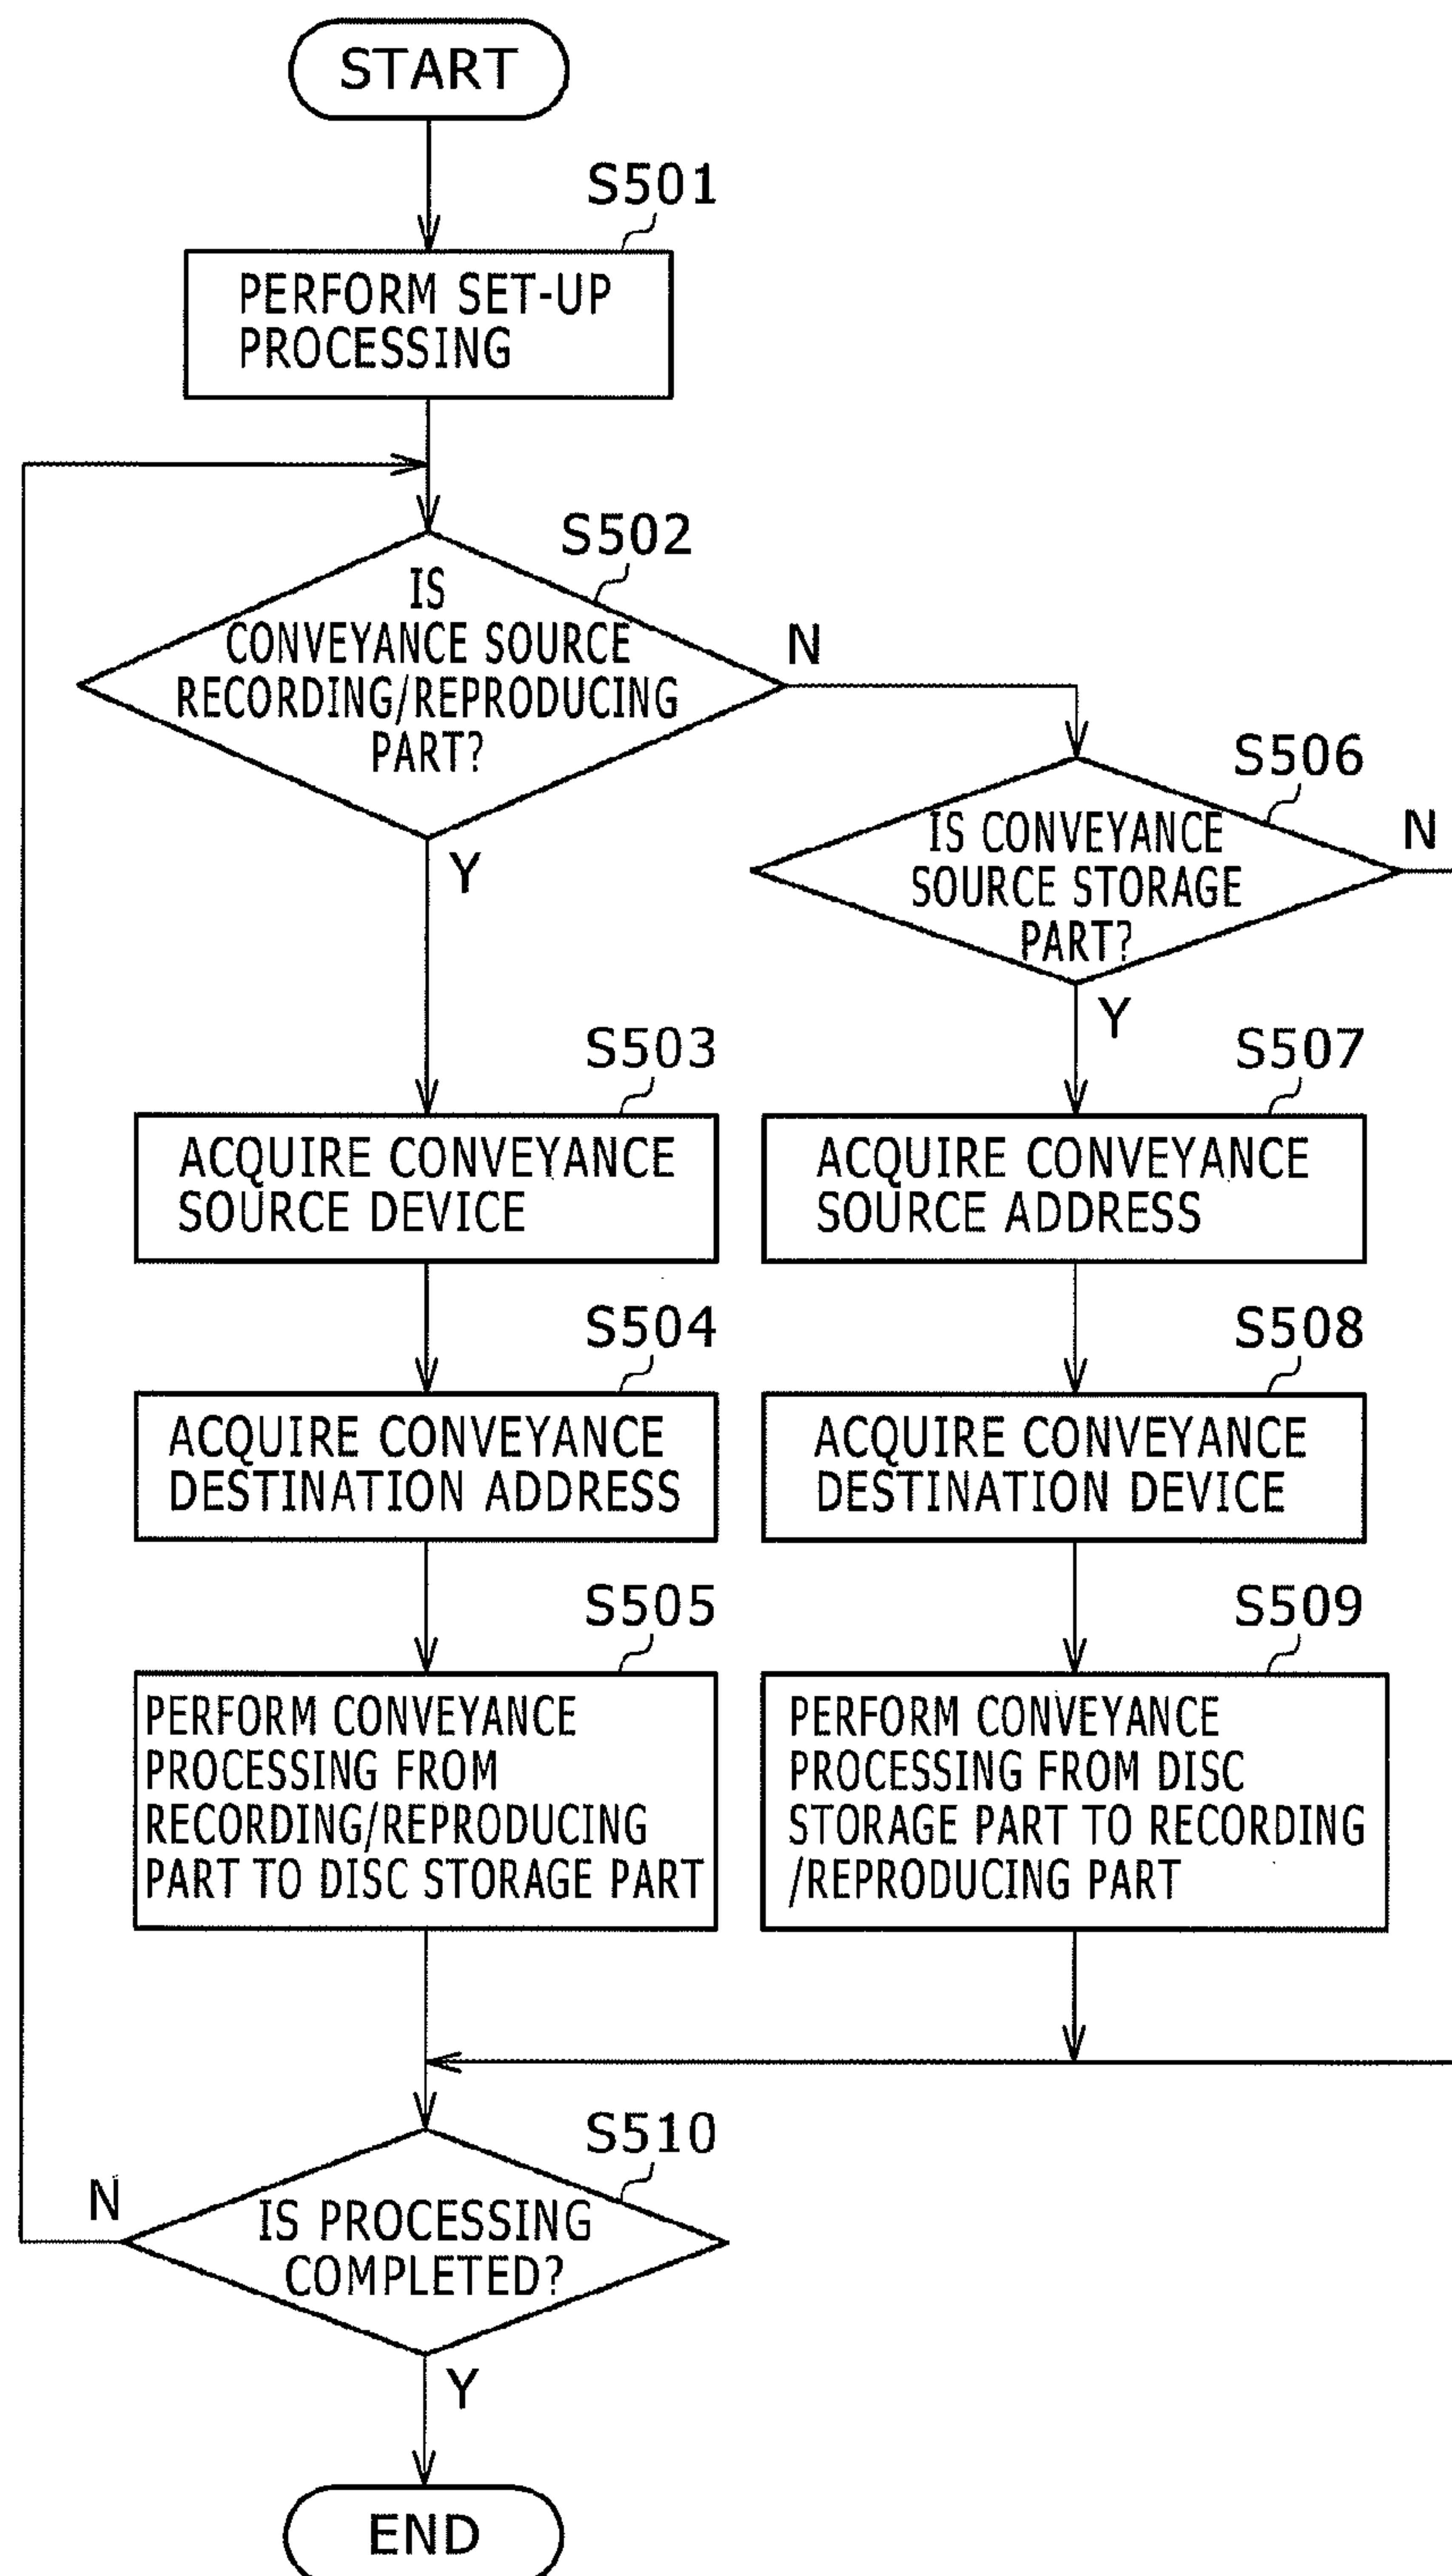 START
S501
PERFORM SET-UP
PROCESSING
S502
IS
CONVEYANCE SOURCE
RECORDING/REPRODUCING
PART?
N
Y
S506
IS CONVEYANCE
SOURCE STORAGE
PART?
N
Y
S503
ACQUIRE CONVEYANCE
SOURCE DEVICE
S507
ACQUIRE CONVEYANCE
SOURCE ADDRESS
S504
ACQUIRE CONVEYANCE
DESTINATION ADDRESS
S508
ACQUIRE CONVEYANCE
DESTINATION DEVICE
S505
PERFORM CONVEYANCE
PROCESSING FROM
RECORDING/REPRODUCING
PART TO DISC STORAGE PART
S509
PERFORM CONVEYANCE
PROCESSING FROM DISC
STORAGE PART TO RECORDING
/REPRODUCING PART
S510
IS PROCESSING
COMPLETED?
N
Y
END